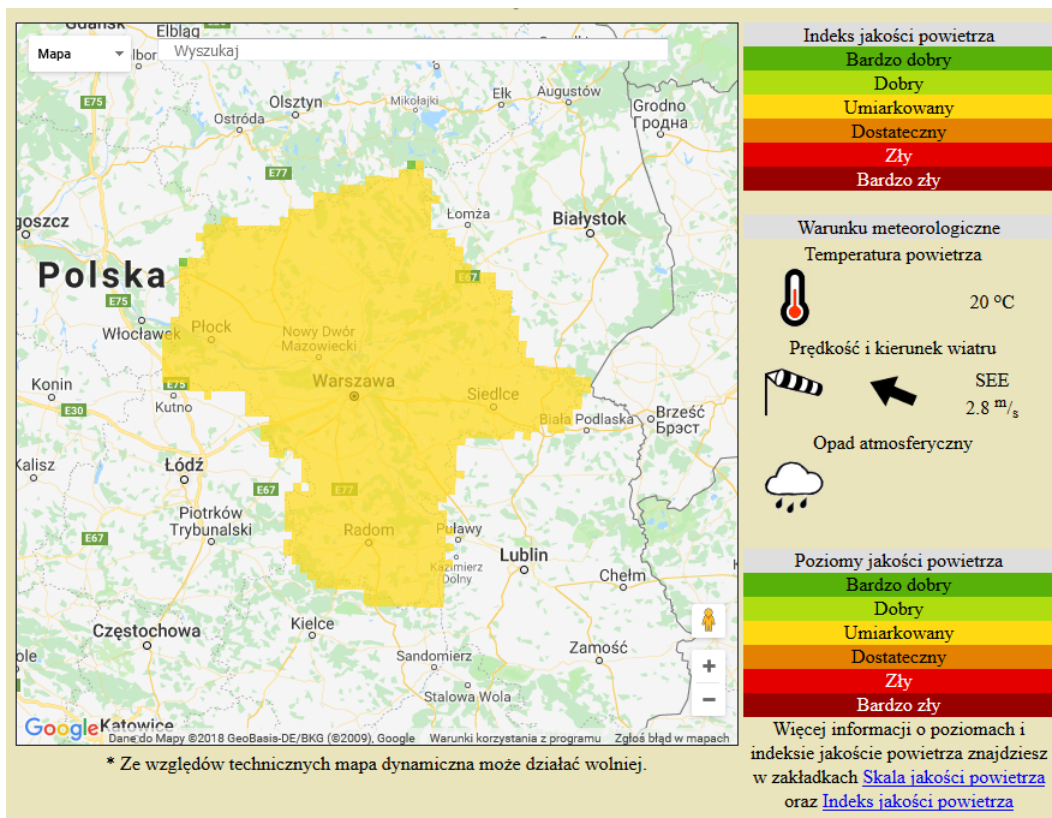 Gdańsk
Elbląg
Mapa
Wyszukaj
E75
Olsztyn
Ostróda
Mikołajki
Ełk
Augustów
Grodno
Гродна
E77
Łomża
Białystok
goszcz
Polska
E67
E75
Włocławek
Płock
Nowy Dwór
Mazowiecki
Warszawa
Konin
E75
Kutno
E30
Siedlce
Biała Podlaska
Brześć
Брэст
Kalisz
Łódź
E67
E77
Piotrków
Trybunalski
E67
Radom
Puławy
Kazimierz
Dolny
Lublin
Chełm
Kielce
Częstochowa
Zamość
Sandomierz
ole
Stalowa Wola
+
−
Google
Katowice
Dane do Mapy ©2018 GeoBasis-DE/BKG (©2009), Google
Warunki korzystania z programu
Zgłoś błąd w mapach
* Ze względów technicznych mapa dynamiczna może działać wolniej.
Indeks jakości powietrza
Bardzo dobry
Dobry
Umiarkowany
Dostateczny
Zły
Bardzo zły
Warunku meteorologiczne
Temperatura powietrza
20 °C
Prędkość i kierunek wiatru
SEE
2.8 m/s
Opad atmosferyczny
Poziomy jakości powietrza
Bardzo dobry
Dobry
Umiarkowany
Dostateczny
Zły
Bardzo zły
Więcej informacji o poziomach i
indeksie jakoście powietrza znajdziesz
w zakładkach Skala jakości powietrza
oraz Indeks jakości powietrza